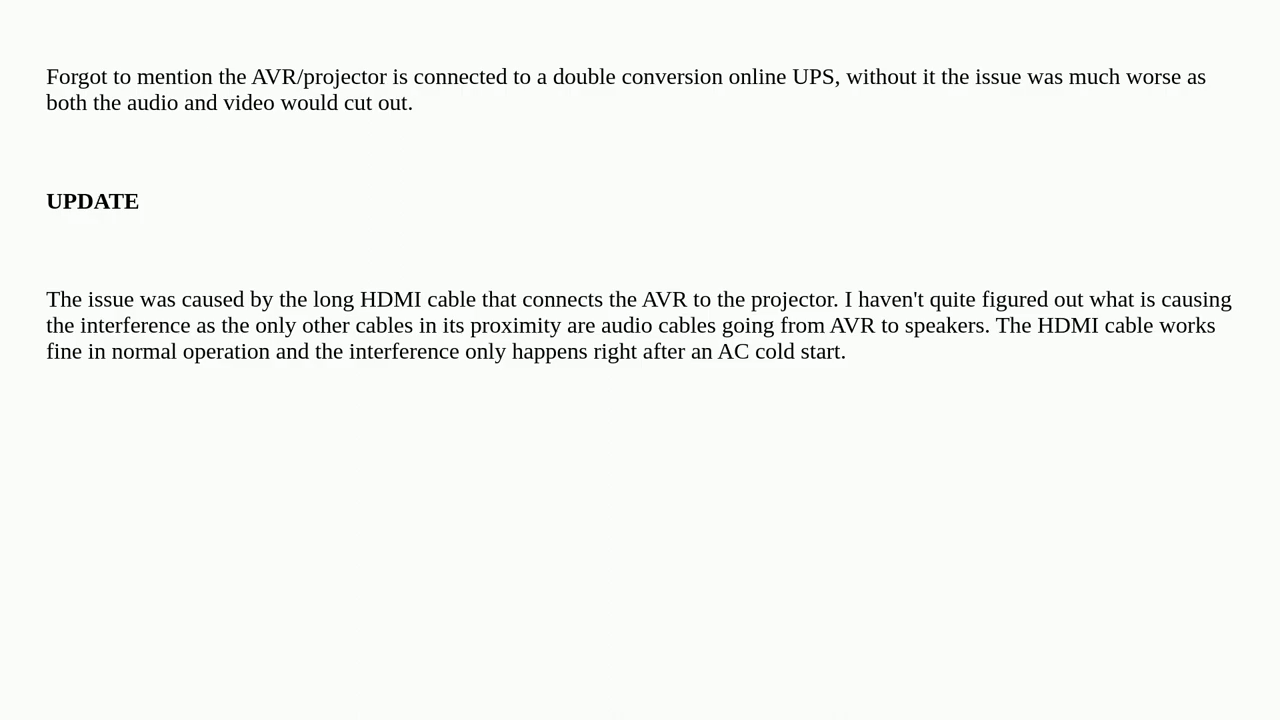 Forgot to mention the AVR/projector is connected to a double conversion online UPS, without it the issue was much worse as
both the audio and video would cut out.
UPDATE
The issue was caused by the long HDMI cable that connects the AVR to the projector. I haven't quite figured out what is causing
the interference as the only other cables in its proximity are audio cables going from AVR to speakers. The HDMI cable works
fine in normal operation and the interference only happens right after an AC cold start.